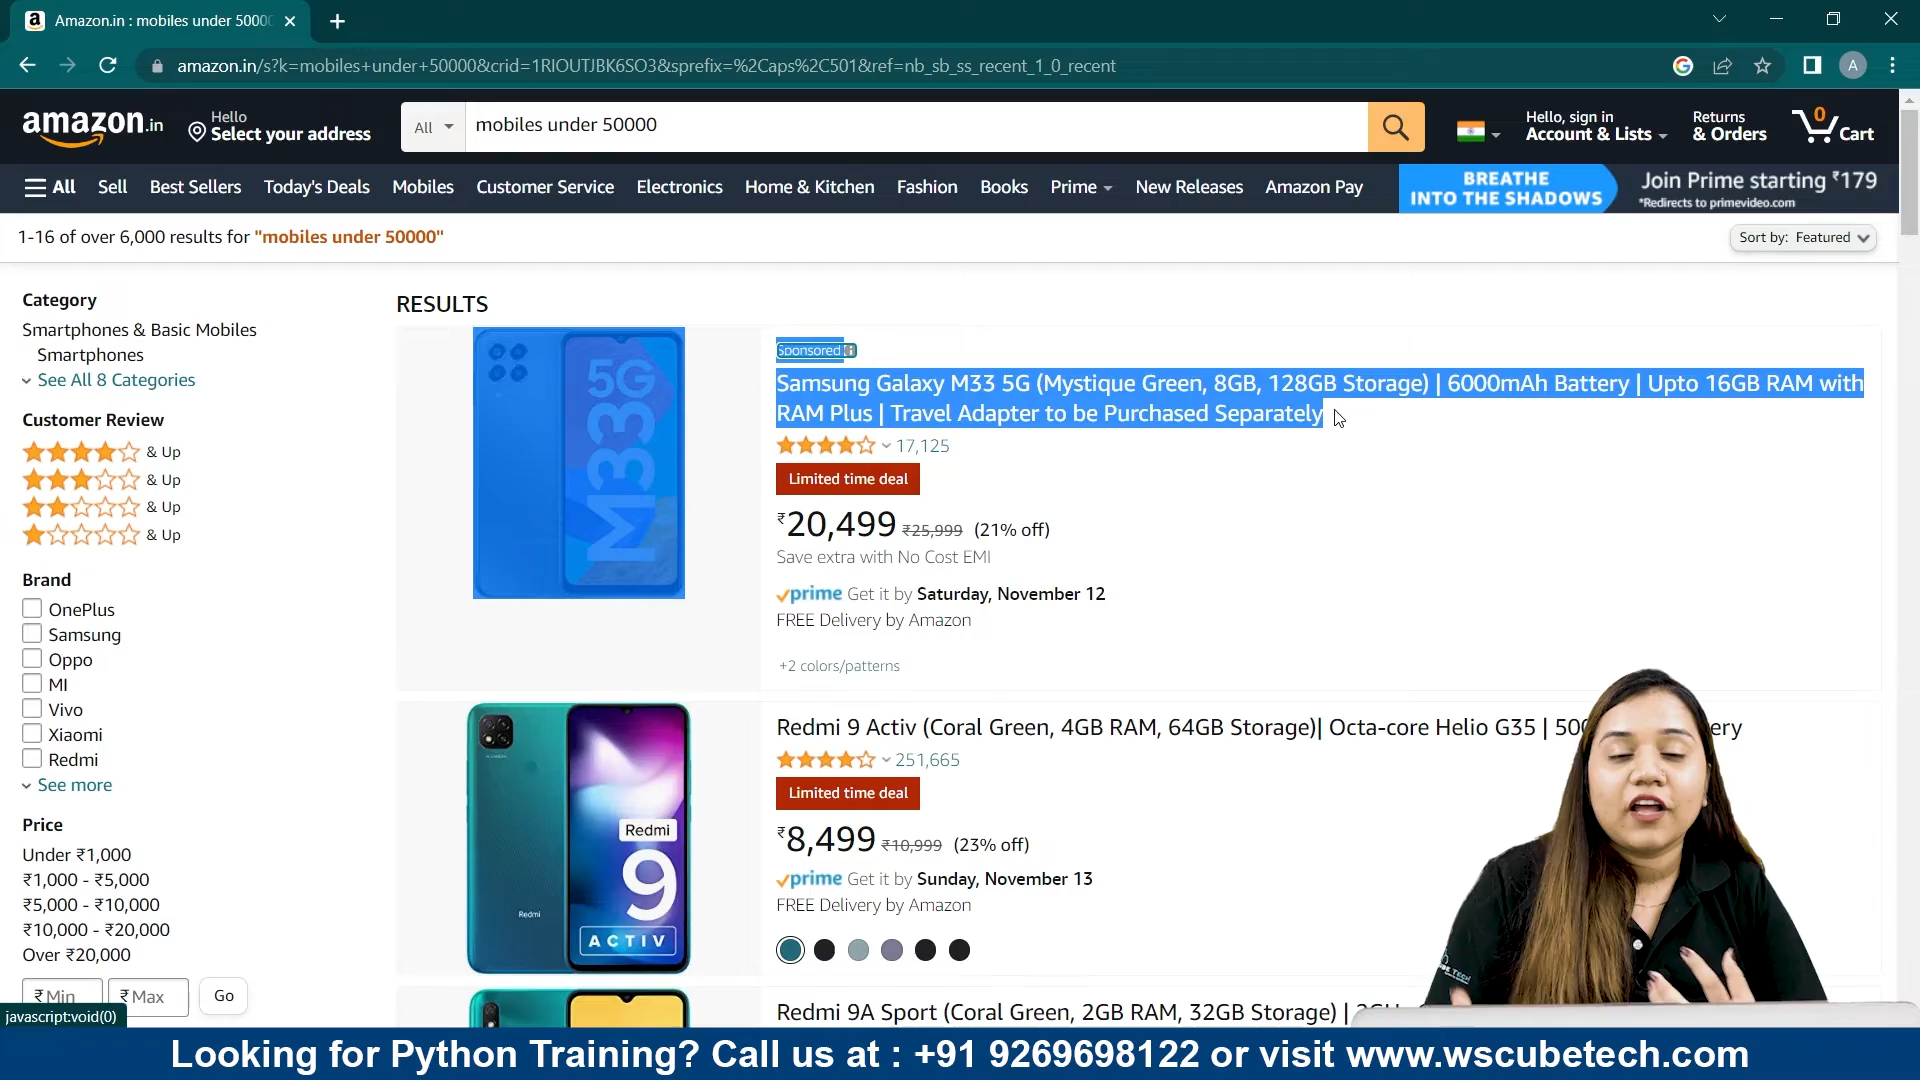 Amazon.in : mobiles under 5000
amazon.in/s?k=mobiles+under+50000&crid=1RIOUTJBK6SO3&sprefix=%2Caps%2C501&ref=nb_sb_ss_recent_1_0_recent
A
amazon.in
Hello
Select your address
All
mobiles under 50000
Hello, sign in
Account & Lists
Returns
& Orders
0
Cart
All
Sell
Best Sellers
Today's Deals
Mobiles
Customer Service
Electronics
Home & Kitchen
Fashion
Books
Prime
New Releases
Amazon Pay
BREATHE
INTO THE SHADOWS
Join Prime starting ₹179
*Redirects to primevideo.com
1-16 of over 6,000 results for "mobiles under 50000"
Sort by: Featured
Category
Smartphones & Basic Mobiles
Smartphones
See All 8 Categories
Customer Review
& Up
& Up
& Up
& Up
Brand
OnePlus
Samsung
Oppo
MI
Vivo
Xiaomi
Redmi
See more
Price
Under ₹1,000
₹1,000 - ₹5,000
₹5,000 - ₹10,000
₹10,000 - ₹20,000
Over ₹20,000
₹ Min
₹ Max
Go
javascript:void(0)
RESULTS
5G
M33
Sponsored
Samsung Galaxy M33 5G (Mystique Green, 8GB, 128GB Storage) | 6000mAh Battery | Upto 16GB RAM with
RAM Plus | Travel Adapter to be Purchased Separately
17,125
Limited time deal
₹20,499 ₹25,999 (21% off)
Save extra with No Cost EMI
prime Get it by Saturday, November 12
FREE Delivery by Amazon
+2 colors/patterns
Redmi
Redmi
9
ACTIV
Redmi 9 Activ (Coral Green, 4GB RAM, 64GB Storage)| Octa-core Helio G35 |
251,665
Limited time deal
₹8,499 ₹10,999 (23% off)
prime Get it by Sunday, November 13
FREE Delivery by Amazon
Redmi 9A Sport (Coral Green, 2GB RAM, 32GB Storage) |
Looking for Python Training? Call us at : +91 9269698122 or visit www.wscubetech.com